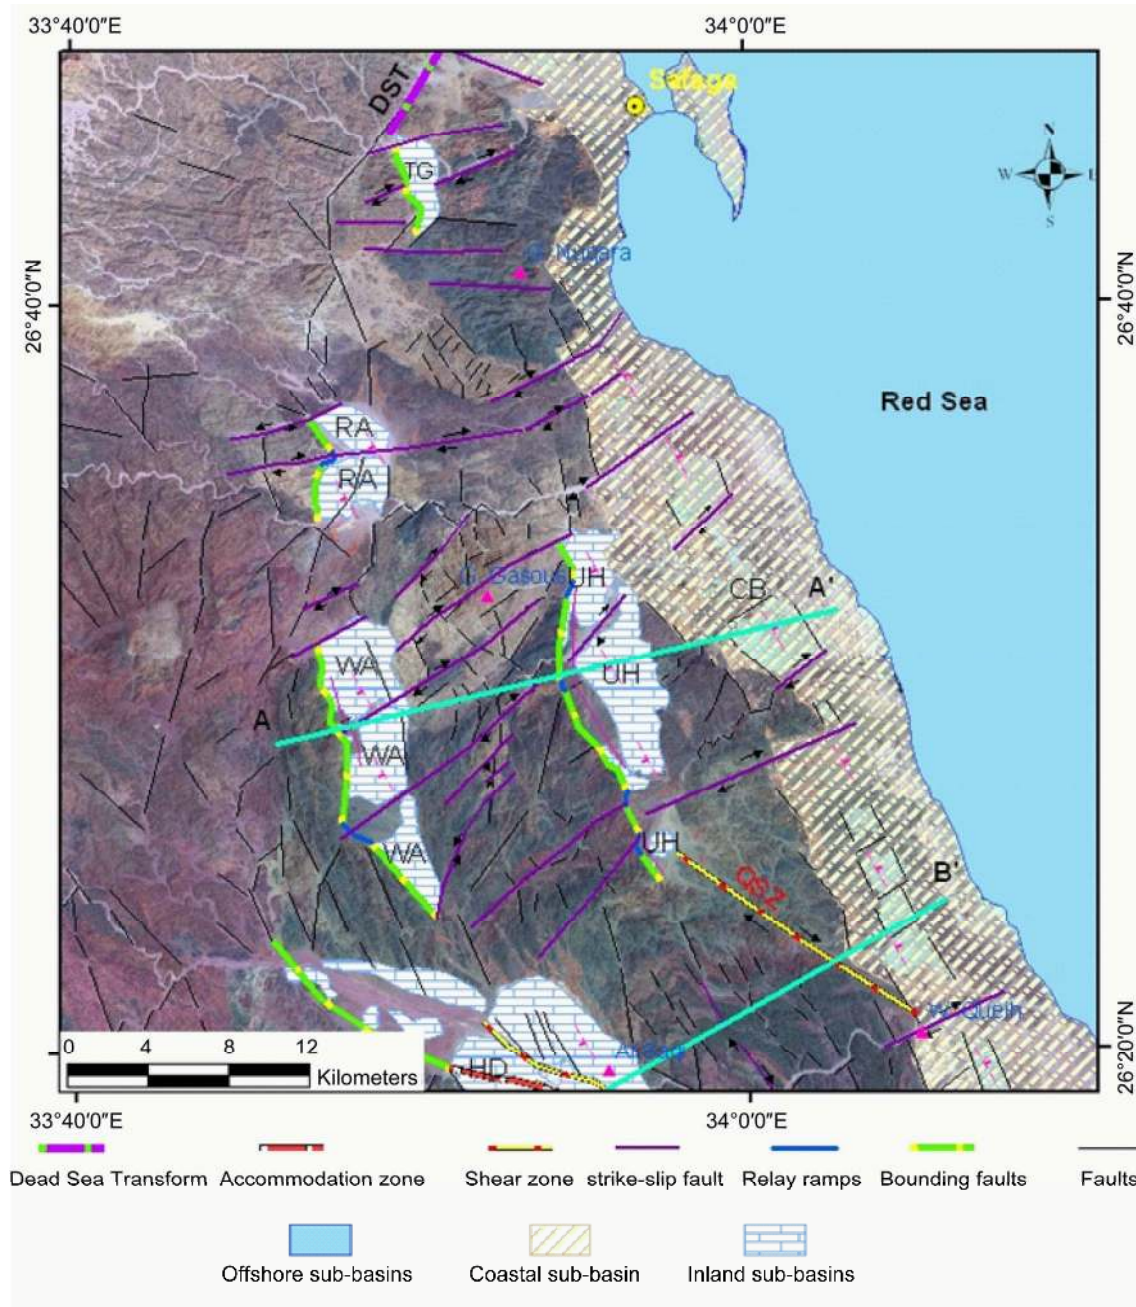 33°40′0″E 34°0′0″E
DST
Safaga
TG
N
W
S
G. Nuqara
26°40′0″N 26°40′0″N
Red Sea
RA
RA
G. Gasous UH
CB A'
WA UH
A
WA
UH
WA
QSZ B'
W. Queih
26°20′0″N
0 4 8 12
Kilometers
HD
33°40′0″E 34°0′0″E
Dead Sea Transform Accommodation zone Shear zone strike-slip fault Relay ramps Bounding faults Faults
Offshore sub-basins Coastal sub-basin Inland sub-basins